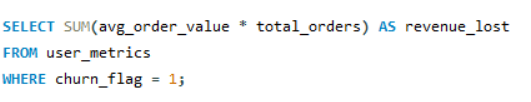 SELECT SUM(avg_order_value * total_orders) AS revenue_lost
FROM user_metrics
WHERE churn_flag = 1;